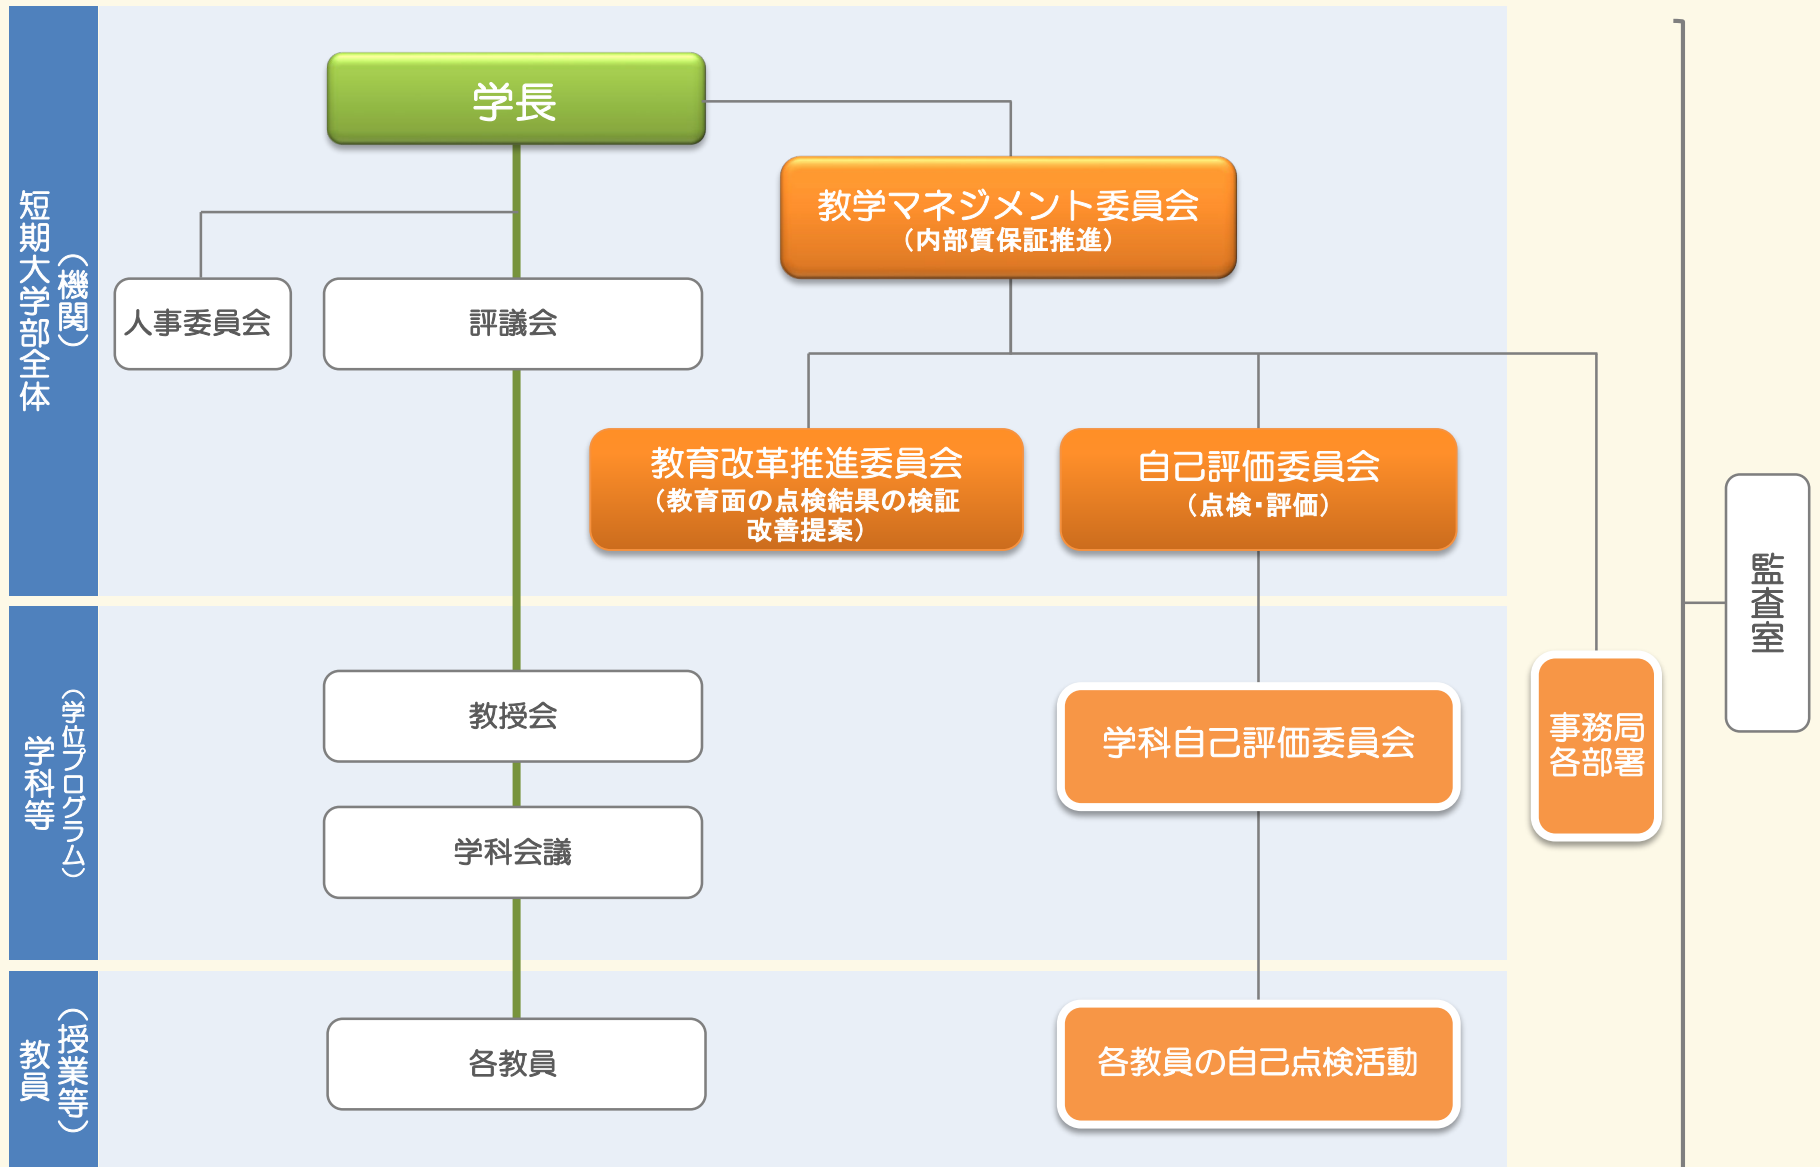 短期大学部全体
（機関）
学長
教学マネジメント委員会
（内部質保証推進）
人事委員会
評議会
教育改革推進委員会
（教育面の点検結果の検証
改善提案）
自己評価委員会
（点検・評価）
監査室
学科等
（学位プログラム）
教授会
学科自己評価委員会
事務局
各部署
学科会議
教員
（授業等）
各教員
各教員の自己点検活動